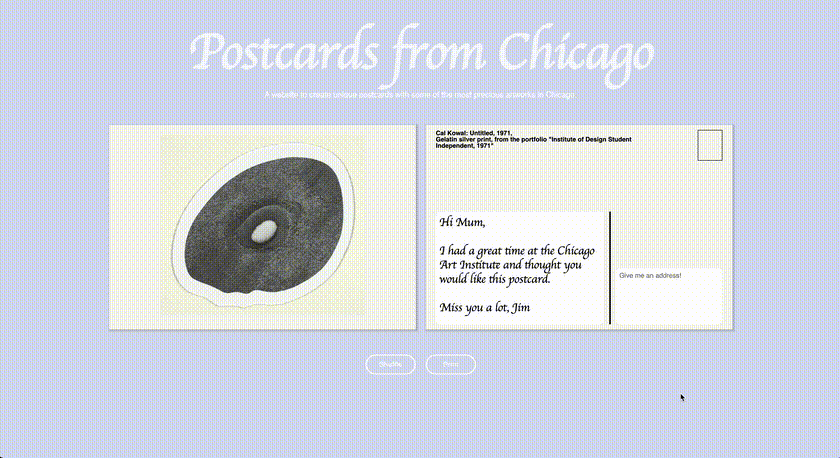 Postcards from Chicago
A website to create unique postcards with some of the most precious artworks in Chicago
Cal Kowal: Untitled, 1971,
Gelatin silver print, from the portfolio "Institute of Design Student
Independent, 1971"
Hi Mum,
I had a great time at the Chicago
Art Institute and thought you
would like this postcard.
Miss you a lot, Jim
Give me an address!
Shuffle
Print